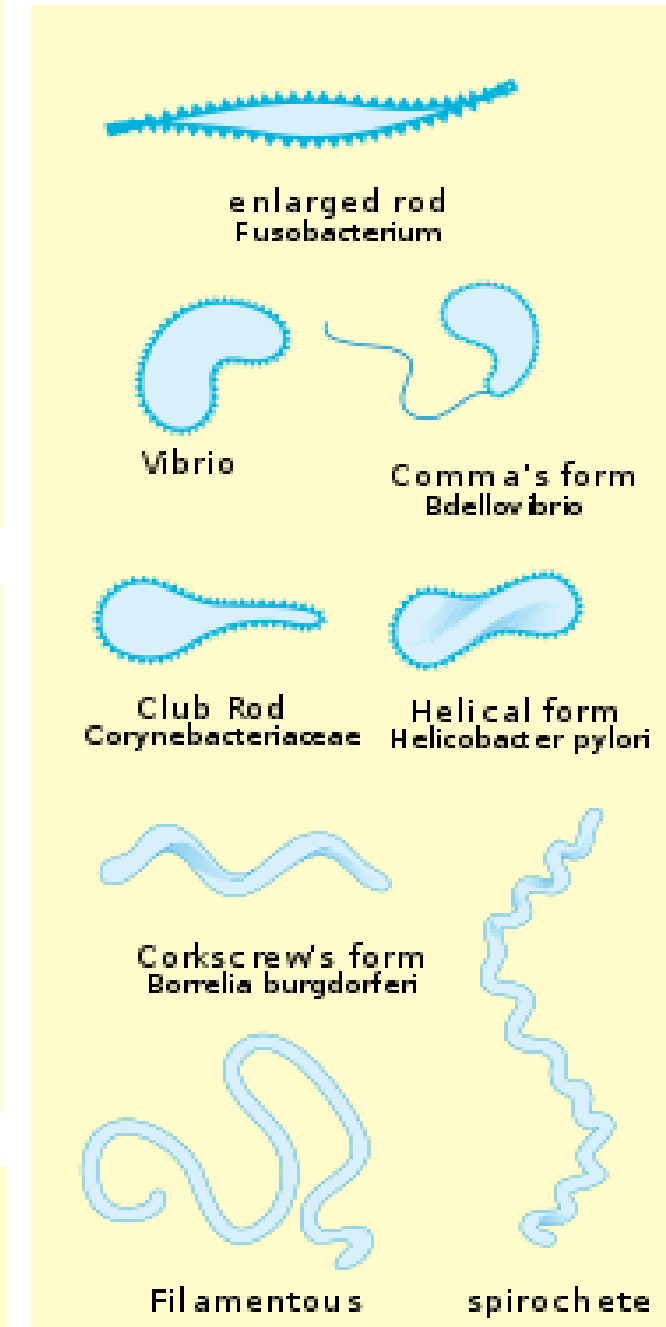 enlarged rod
Fusobacterium
Vibrio
Comma's form
Bdellovibrio
Club Rod
Corynebacteriaceae
Helical form
Helicobacter pylori
Corkscrew's form
Borrelia burgdorferi
Filamentous
spirochete